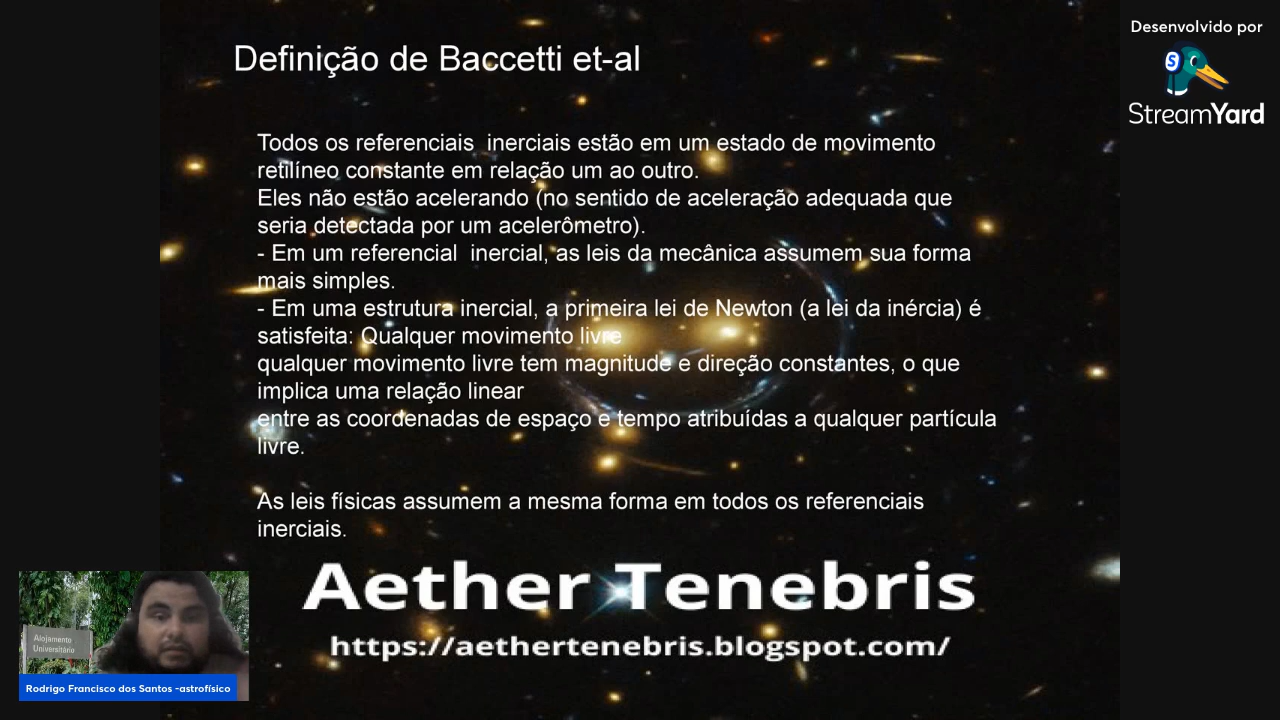 Desenvolvido por
StreamYard
Definição de Baccetti et-al
Todos os referenciais  inerciais estão em um estado de movimento
retilíneo constante em relação um ao outro.
Eles não estão acelerando (no sentido de aceleração adequada que
seria detectada por um acelerômetro).
- Em um referencial  inercial, as leis da mecânica assumem sua forma
mais simples.
- Em uma estrutura inercial, a primeira lei de Newton (a lei da inércia) é
satisfeita: Qualquer movimento livre
qualquer movimento livre tem magnitude e direção constantes, o que
implica uma relação linear
entre as coordenadas de espaço e tempo atribuídas a qualquer partícula
livre.
As leis físicas assumem a mesma forma em todos os referenciais
inerciais.
Aether Tenebris
https://aethertenebris.blogspot.com/
Alojamento
Universitário
Rodrigo Francisco dos Santos -astrofísico